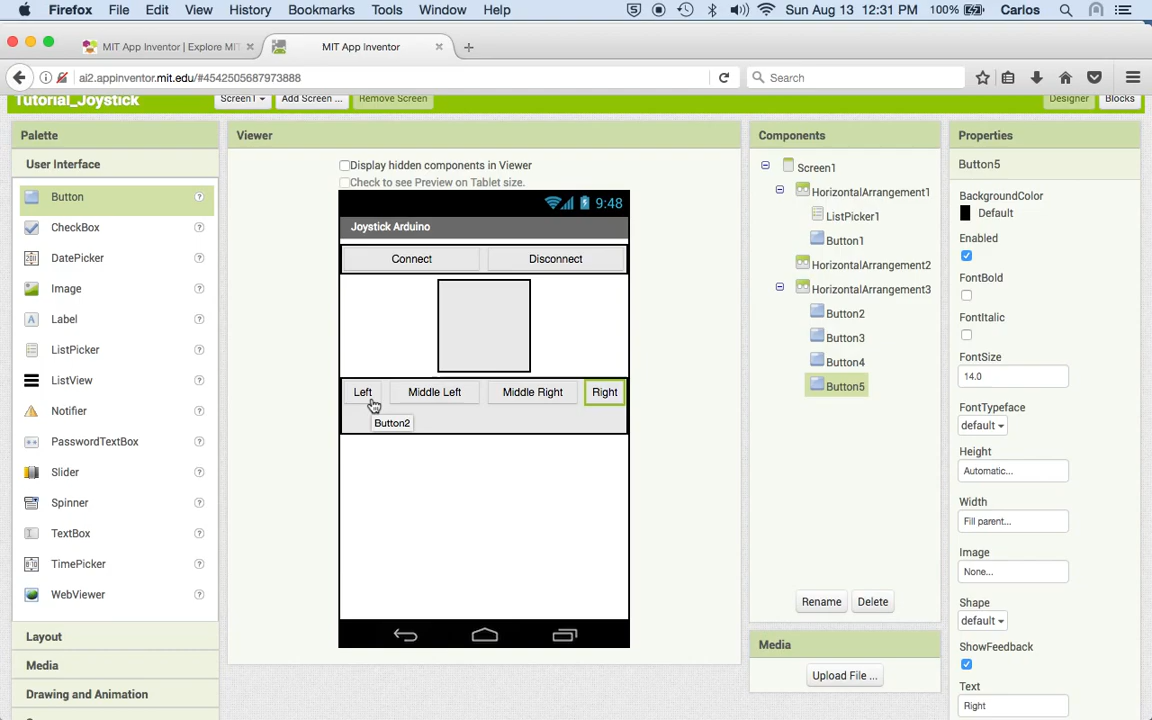 Firefox File Edit View History Bookmarks Tools Window Help Sun Aug 13 12:31 PM 100% Carlos
MIT App Inventor | Explore MIT
MIT App Inventor
ai2.appinventor.mit.edu/#4542505687973888
Search
Tutorial_Joystick
Screen1
Add Screen ...
Remove Screen
Designer
Blocks
Palette
User Interface
Button
CheckBox
DatePicker
Image
Label
ListPicker
ListView
Notifier
PasswordTextBox
Slider
Spinner
TextBox
TimePicker
WebViewer
Layout
Media
Drawing and Animation
Viewer
Display hidden components in Viewer
Check to see Preview on Tablet size.
9:48
Joystick Arduino
Connect Disconnect
Left Middle Left Middle Right Right
Button2
Components
Screen1
HorizontalArrangement1
ListPicker1
Button1
HorizontalArrangement2
HorizontalArrangement3
Button2
Button3
Button4
Button5
Rename Delete
Media
Upload File ...
Properties
Button5
BackgroundColor
Default
Enabled
FontBold
FontItalic
FontSize
14.0
FontTypeface
default
Height
Automatic...
Width
Fill parent...
Image
None...
Shape
default
ShowFeedback
Text
Right